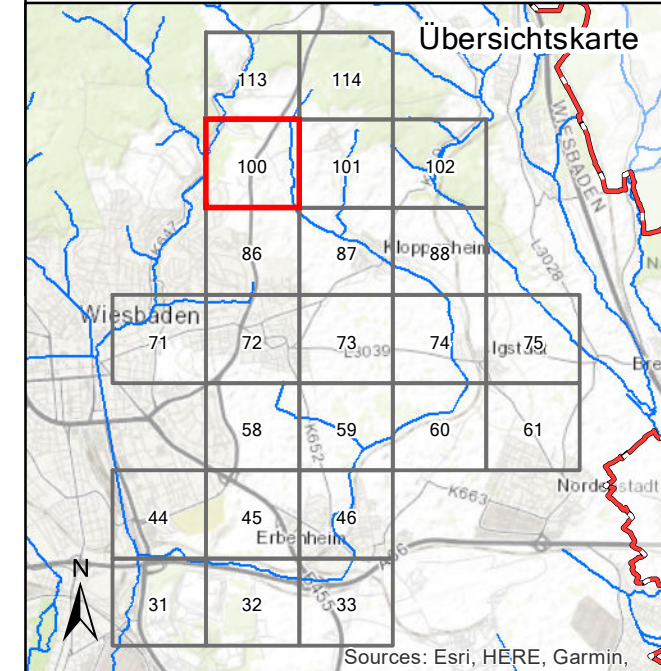 Übersichtskarte
113 114
WIESBADEN
100 101 102
K647
86 87 Kloppenheim 88
L3028
N
Wiesbaden
71 72 73 74 Igstadt 75
L3039
Bre
58 59 60 61
K652
Nordenstadt
K663
44 45 46
Erbenheim
A66
N
B455
31 32 33
Sources: Esri, HERE, Garmin,